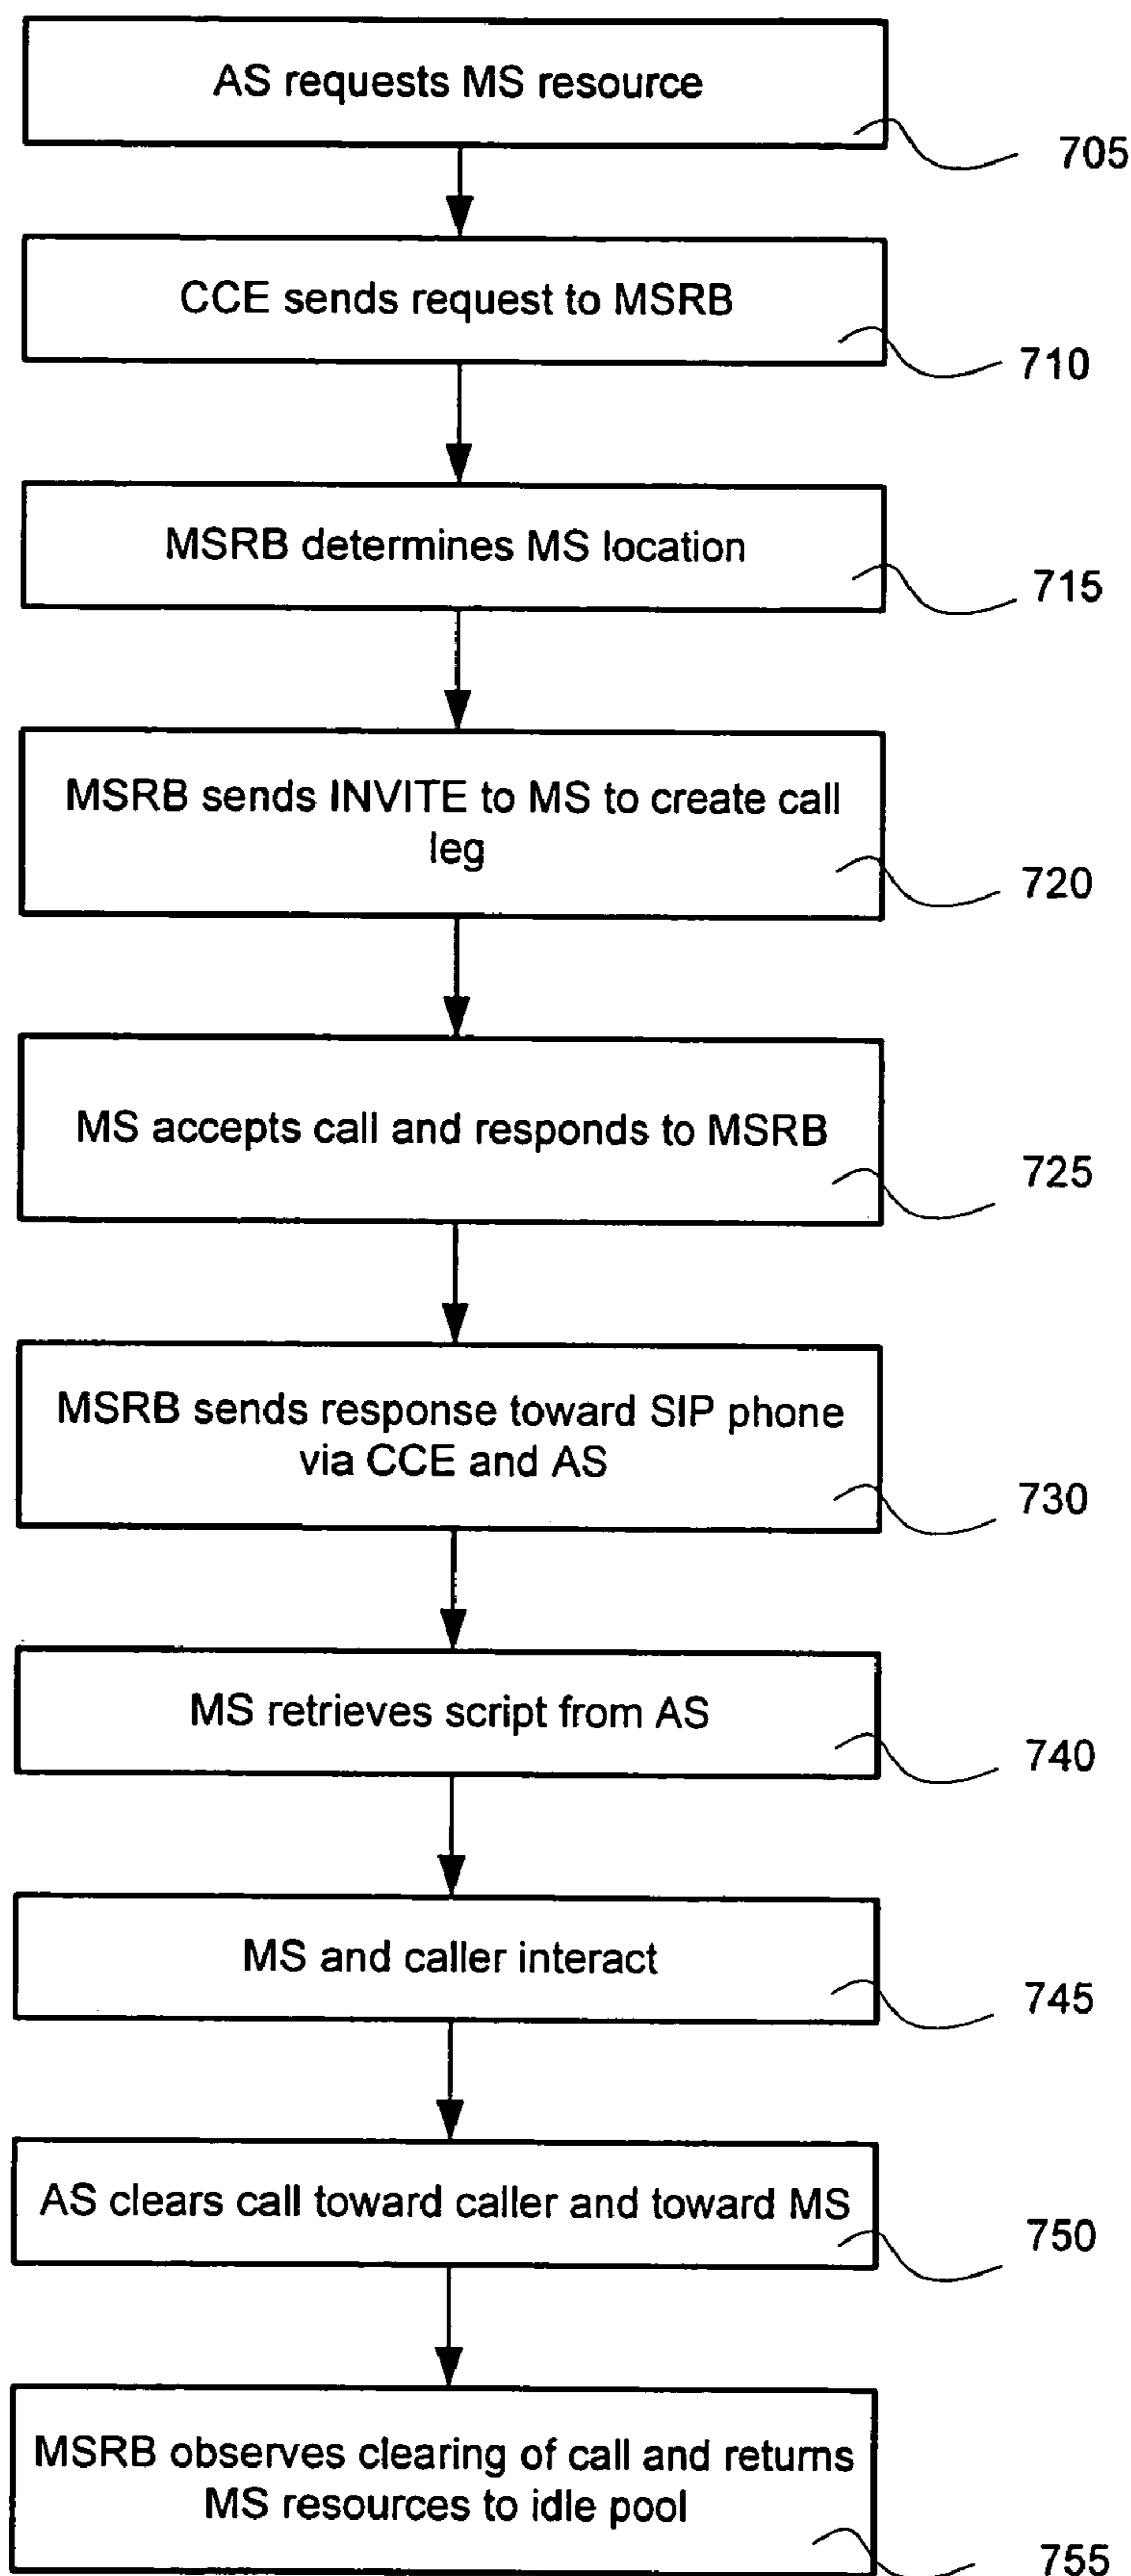 AS requests MS resource
705
CCE sends request to MSRB
710
MSRB determines MS location
715
MSRB sends INVITE to MS to create call
leg
720
MS accepts call and responds to MSRB
725
MSRB sends response toward SIP phone
via CCE and AS
730
MS retrieves script from AS
740
MS and caller interact
745
AS clears call toward caller and toward MS
750
MSRB observes clearing of call and returns
MS resources to idle pool
755